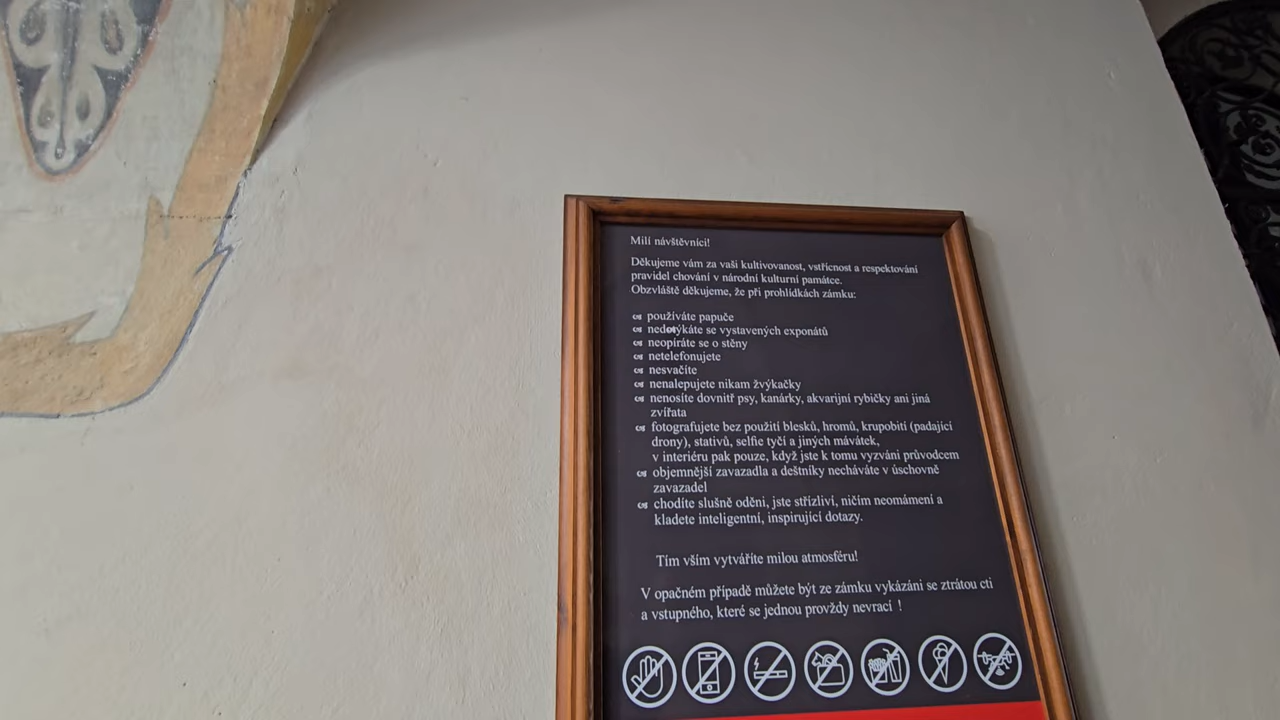 Milí návštěvníci!
Děkujeme vám za vaši kultivovanost, vstřícnost a respektování
pravidel chování v národní kulturní památce.
Obzvláště děkujeme, že při prohlídkách zámku:
používáte papuče
nedotýkáte se vystavených exponátů
neopíráte se o stěny
netelefonujete
nesvačíte
nenalepujete nikam žvýkačky
nenosíte dovnitř psy, kanárky, akvarijní rybičky ani jiná
zvířata
fotografujete bez použití blesků, hromů, krupobití (padající
drony), stativů, selfie tyčí a jiných mávátek,
v interiéru pak pouze, když jste k tomu vyzváni průvodcem
objemnější zavazadla a deštníky necháváte v úschovně
zavazadel
chodíte slušně oděni, jste střízliví, ničím neomámení a
kladete inteligentní, inspirující dotazy.
Tím vším vytváříte milou atmosféru!
V opačném případě můžete být ze zámku vykázáni se ztrátou cti
a vstupného, které se jednou provždy nevrací !